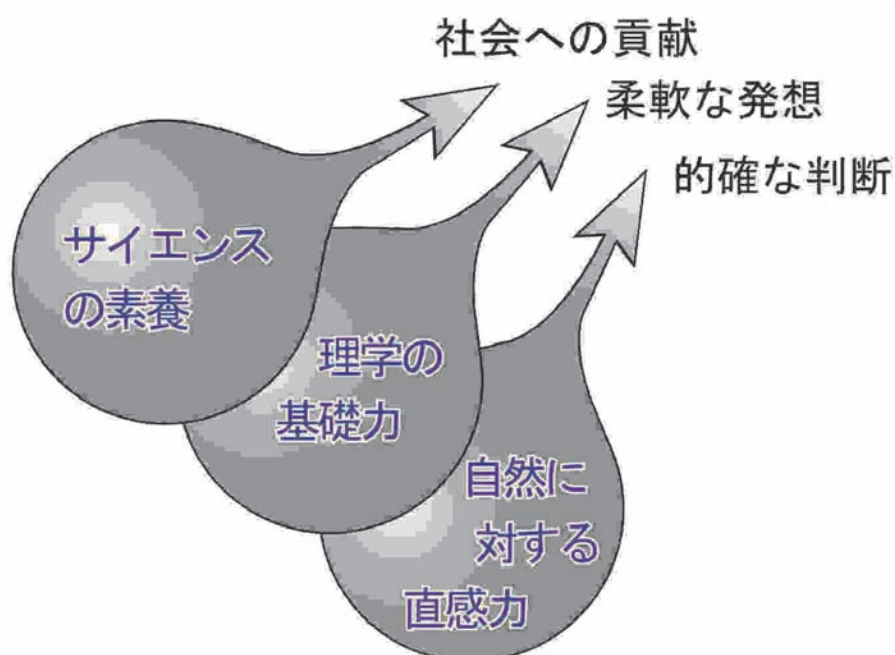 社会への貢献
柔軟な発想
的確な判断
サイエンス
の素養
理学の
基礎力
自然に
対する
直感力